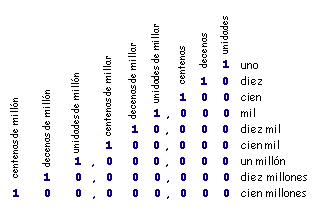 centenas de millón
decenas de millón
unidades de millón
centenas de millar
decenas de millar
unidades de millar
centenas
decenas
unidades
1 uno
1 0 diez
1 0 0 cien
1 , 0 0 0 mil
1 0 , 0 0 0 diez mil
1 0 0 , 0 0 0 cien mil
1 , 0 0 0 , 0 0 0 un millón
1 0 , 0 0 0 , 0 0 0 diez millones
1 0 0 , 0 0 0 , 0 0 0 cien millones